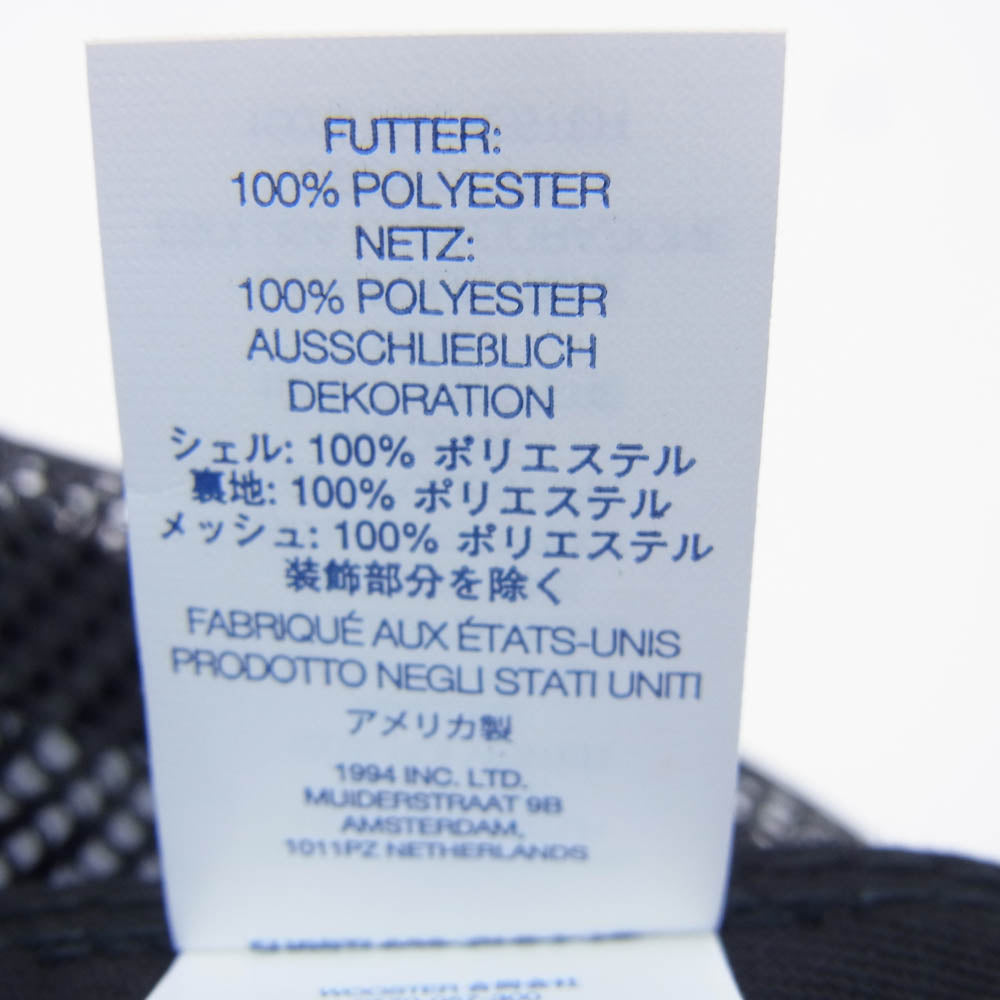 FUTTER:
100% POLYESTER
NETZ:
100% POLYESTER
AUSSCHLIEßLICH
DEKORATION
シェル: 100% ポリエステル
裏地: 100% ポリエステル
メッシュ: 100% ポリエステル
装飾部分を除く
FABRIQUÉ AUX ÉTATS-UNIS
PRODOTTO NEGLI STATI UNITI
アメリカ製
1994 INC. LTD.
MUIDERSTRAAT 9B
AMSTERDAM,
1011PZ NETHERLANDS